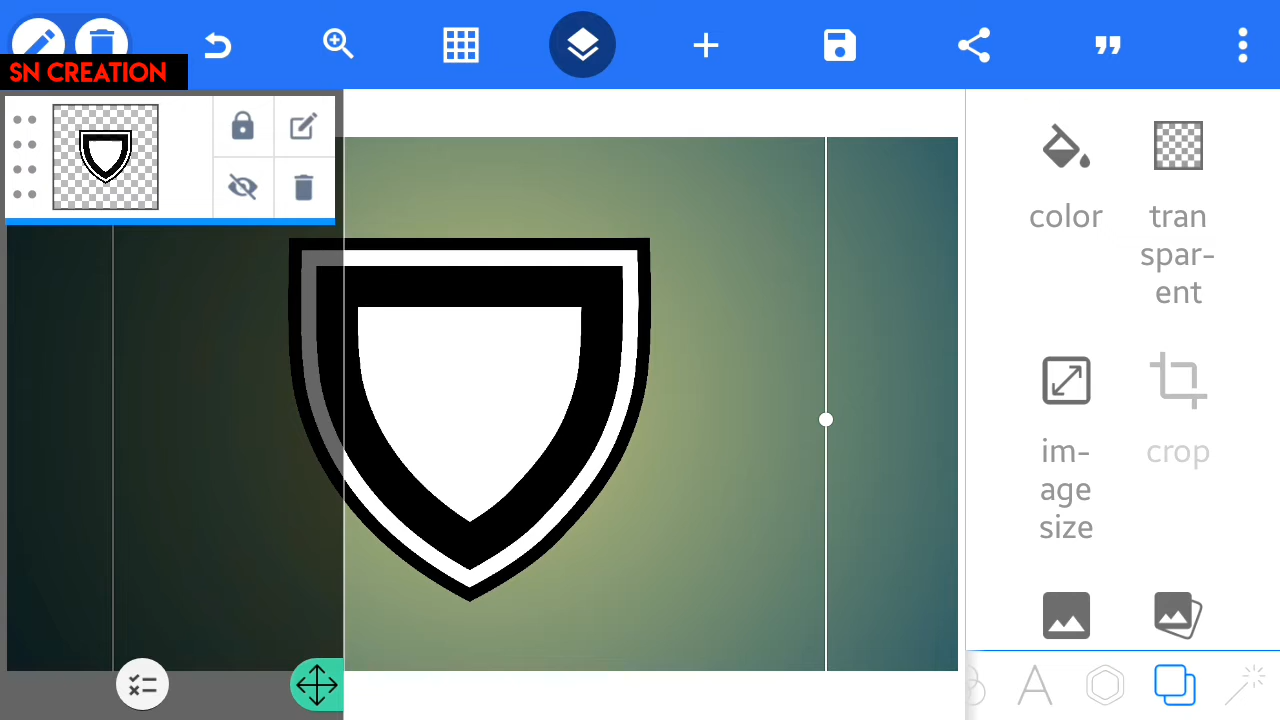 SN CREATION
color
tran
spar-
ent
im-
age
size
crop